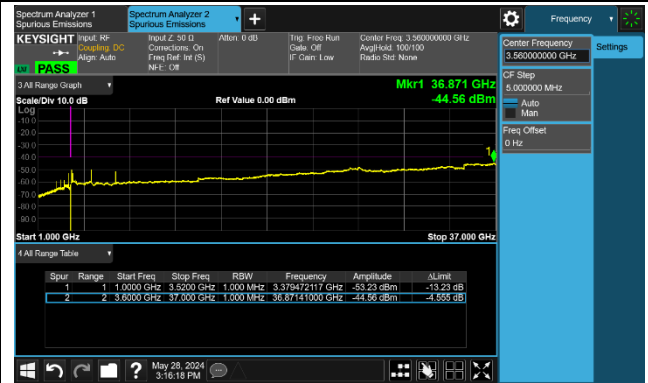 Spectrum Analyzer 1
Spurious Emissions
Spectrum Analyzer 2
Spurious Emissions
Frequency
KEYSIGHT
Input: RF
Coupling: DC
Align: Auto
Input Z: 50 Ω
Corrections: On
Freq Ref: Int (S)
NFE: Off
Atten: 0 dB
Trig: Free Run
Gate: Off
IF Gain: Low
Center Freq: 3.560000000 GHz
Avg|Hold: 100/100
Radio Std: None
PASS
Center Frequency
3.560000000 GHz
Settings
CF Step
5.000000 MHz
Auto
Man
Freq Offset
0 Hz
3 All Range Graph
Mkr1 36.871 GHz
Scale/Div 10.0 dB
Ref Value 0.00 dBm
-44.56 dBm
Log
-10.0
-20.0
-30.0
-40.0
-50.0
-60.0
-70.0
-80.0
-90.0
1
Start 1.000 GHz
Stop 37.000 GHz
4 All Range Table
Spur Range Start Freq Stop Freq RBW Frequency Amplitude ΔLimit
1 1 1.0000 GHz 3.5200 GHz 1.000 MHz 3.379472117 GHz -53.23 dBm -13.23 dB
2 2 3.6000 GHz 37.000 GHz 1.000 MHz 36.87141000 GHz -44.56 dBm -4.555 dB
?
May 28, 2024
3:16:18 PM